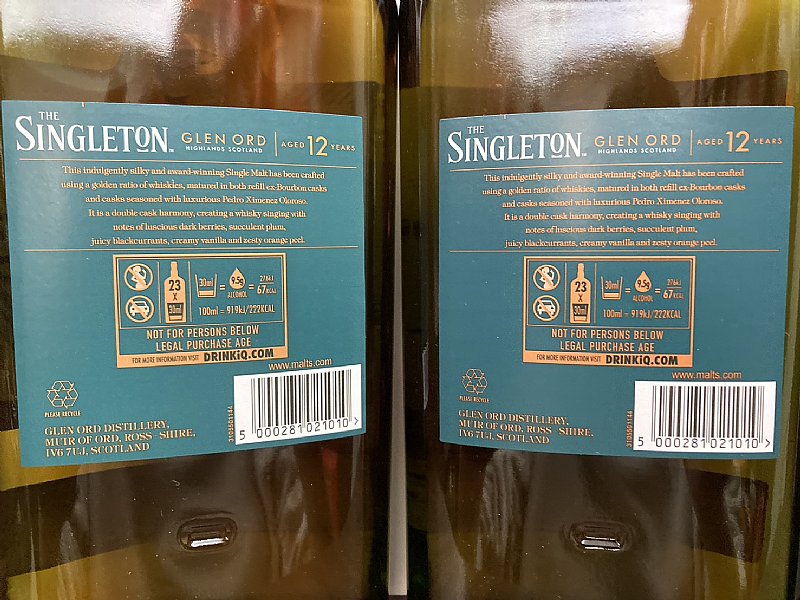 THE
SINGLETON™ GLEN ORD HIGHLANDS SCOTLAND AGED 12 YEARS
This indulgently silky and award-winning Single Malt has been crafted
using a golden ratio of whiskies, matured in both refill ex-Bourbon casks
and casks seasoned with luxurious Pedro Ximenez Oloroso.
It is a double cask harmony, creating a whisky singing with
notes of luscious dark berries, succulent plum,
juicy blackcurrants, creamy vanilla and zesty orange peel.
23 x 30ml
30ml = 9.5g ALCOHOL = 276kJ 67KCAL
100ml = 919kJ/222KCAL
NOT FOR PERSONS BELOW
LEGAL PURCHASE AGE
FOR MORE INFORMATION VISIT DRINKiQ.COM
www.malts.com
PLEASE RECYCLE
GLEN ORD DISTILLERY,
MUIR OF ORD, ROSS-SHIRE,
IV6 7UJ, SCOTLAND
3105501144
5 000281 021010 >
THE
SINGLETON™ GLEN ORD HIGHLANDS SCOTLAND AGED 12 YEARS
This indulgently silky and award-winning Single Malt has been crafted
using a golden ratio of whiskies, matured in both refill ex-Bourbon casks
and casks seasoned with luxurious Pedro Ximenez Oloroso.
It is a double cask harmony, creating a whisky singing with
notes of luscious dark berries, succulent plum,
juicy blackcurrants, creamy vanilla and zesty orange peel.
23 x 30ml
30ml = 9.5g ALCOHOL = 276kJ 67KCAL
100ml = 919kJ/222KCAL
NOT FOR PERSONS BELOW
LEGAL PURCHASE AGE
FOR MORE INFORMATION VISIT DRINKiQ.COM
www.malts.com
PLEASE RECYCLE
GLEN ORD DISTILLERY,
MUIR OF ORD, ROSS-SHIRE,
IV6 7UJ, SCOTLAND
3105501144
5 000281 021010 >